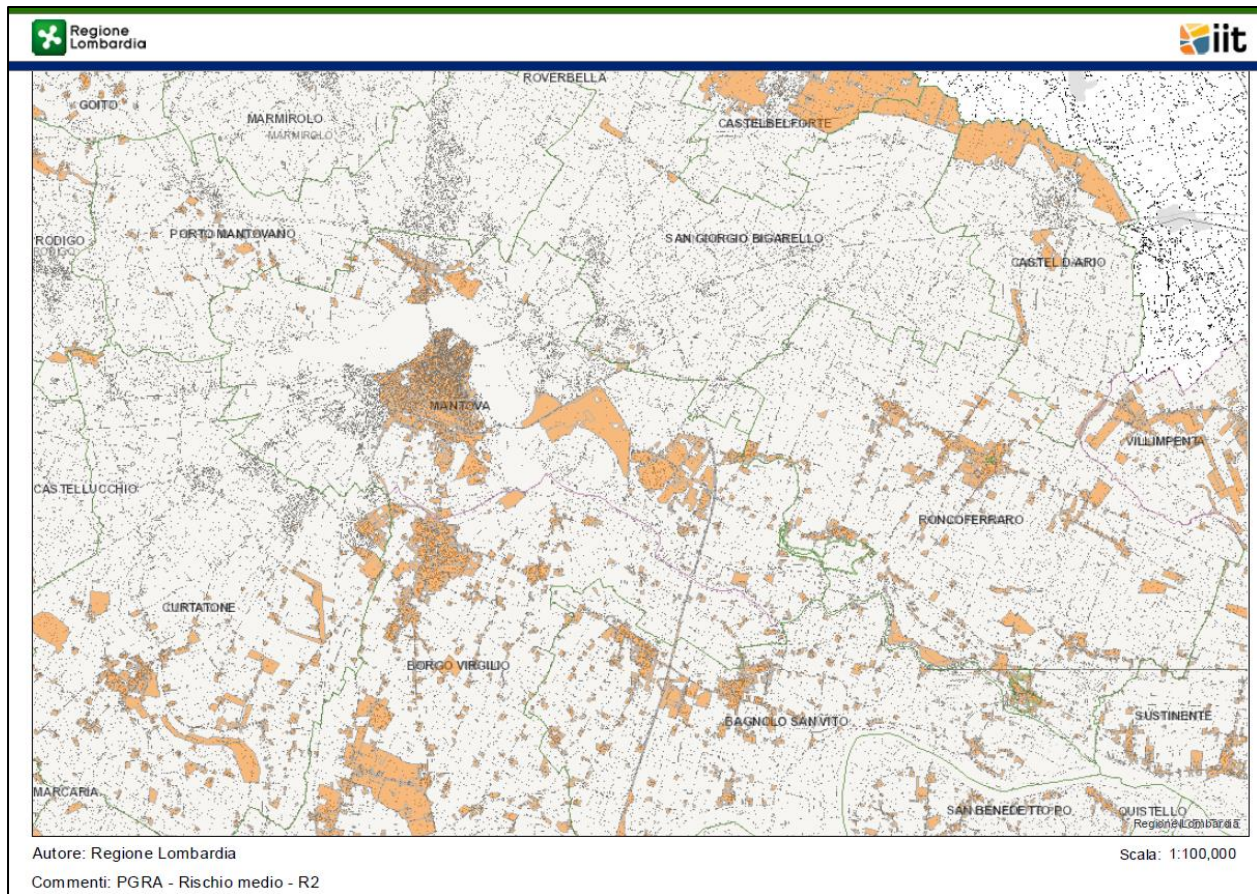 Regione
Lombardia
iit
ROVERBELLA
GOITO
MARMIROLO
MARMIROLO
CASTELBELFORTE
RODIGO
RODIGO
PORTO MANTOVANO
SAN GIORGIO BIGARELLO
CASTEL D'ARIO
MANTOVA
VILLIMPENTA
CASTELLUCCHIO
RONCOFERRARO
CURTATONE
BORGO VIRGILIO
BAGNOLO SAN VITO
SUSTINENTE
MARCARIA
SAN BENEDETTO PO
QUISTELLO
Regione Lombardia
Autore: Regione Lombardia
Scala: 1:100,000
Commenti: PGRA - Rischio medio - R2